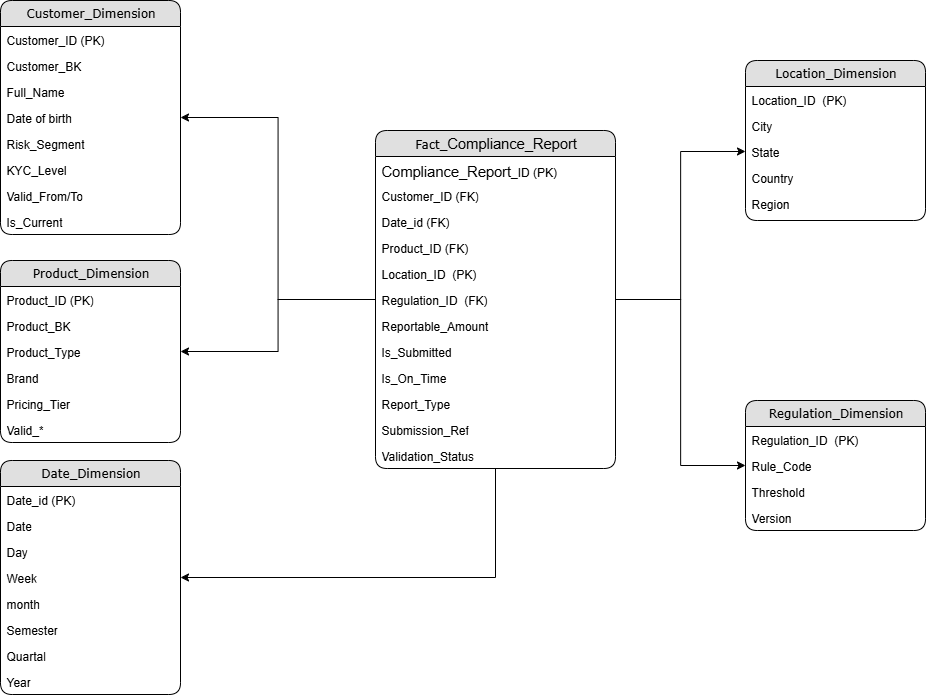 Customer_Dimension
Customer_ID (PK)
Customer_BK
Full_Name
Date of birth
Risk_Segment
KYC_Level
Valid_From/To
Is_Current
Product_Dimension
Product_ID (PK)
Product_BK
Product_Type
Brand
Pricing_Tier
Valid_*
Date_Dimension
Date_id (PK)
Date
Day
Week
month
Semester
Quartal
Year
Fact_Compliance_Report
Compliance_Report_ID (PK)
Customer_ID (FK)
Date_id (FK)
Product_ID (FK)
Location_ID (PK)
Regulation_ID (FK)
Reportable_Amount
Is_Submitted
Is_On_Time
Report_Type
Submission_Ref
Validation_Status
Location_Dimension
Location_ID (PK)
City
State
Country
Region
Regulation_Dimension
Regulation_ID (PK)
Rule_Code
Threshold
Version